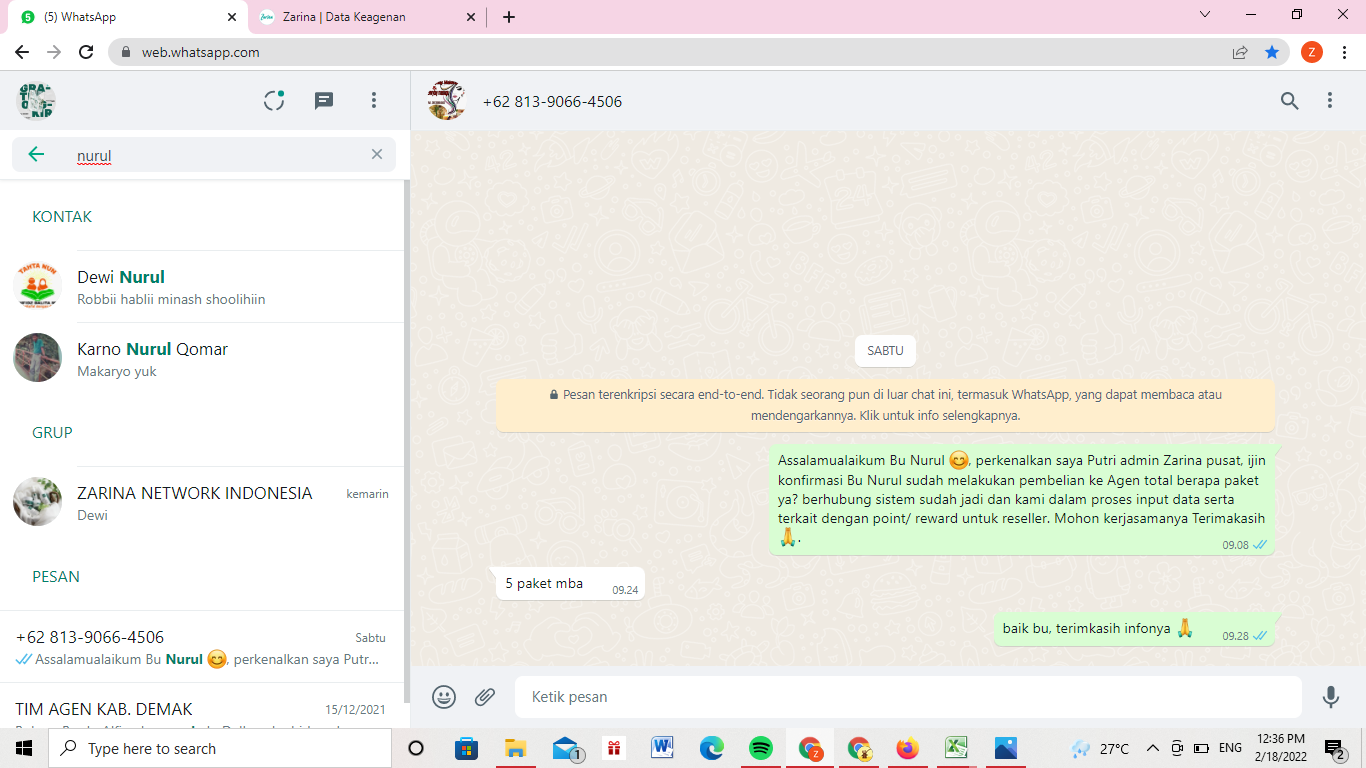 (5) WhatsApp
Zarina | Data Keagenan
web.whatsapp.com
Z
+62 813-9066-4506
nurul
KONTAK
Dewi Nurul
Robbii hablii minash shoolihiin
Karno Nurul Qomar
Makaryo yuk
GRUP
ZARINA NETWORK INDONESIA
kemarin
Dewi
PESAN
+62 813-9066-4506
Sabtu
Assalamualaikum Bu Nurul 😊, perkenalkan saya Putr...
TIM AGEN KAB. DEMAK
15/12/2021
SABTU
Pesan terenkripsi secara end-to-end. Tidak seorang pun di luar chat ini, termasuk WhatsApp, yang dapat membaca atau
mendengarkannya. Klik untuk info selengkapnya.
Assalamualaikum Bu Nurul 😊, perkenalkan saya Putri admin Zarina pusat, ijin
konfirmasi Bu Nurul sudah melakukan pembelian ke Agen total berapa paket
ya? berhubung sistem sudah jadi dan kami dalam proses input data serta
terkait dengan point/ reward untuk reseller. Mohon kerjasamanya Terimakasih
🙏.
09.08
5 paket mba
09.24
baik bu, terimkasih infonya 🙏
09.28
Ketik pesan
Type here to search
27°C
ENG
12:36 PM
2/18/2022